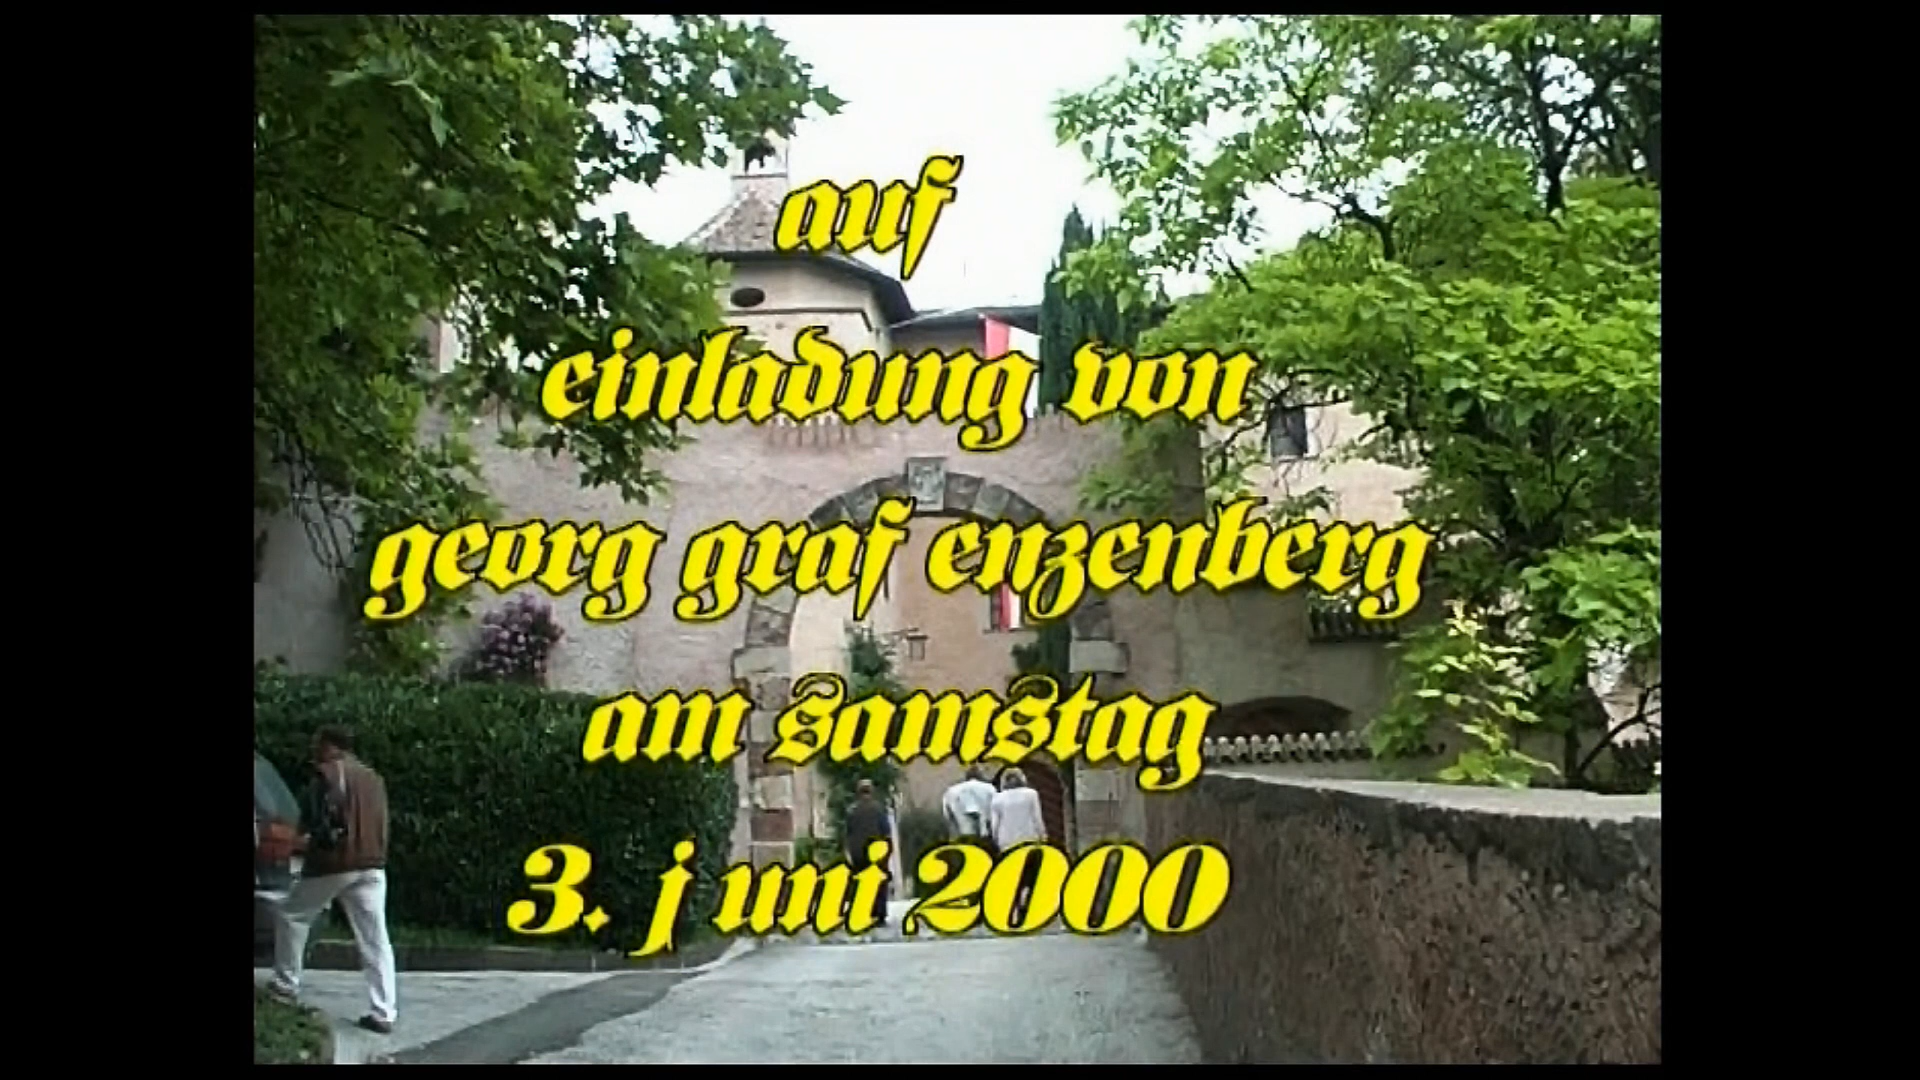 auf
einladung von
georg graf enzenberg
am samstag
3. juni 2000